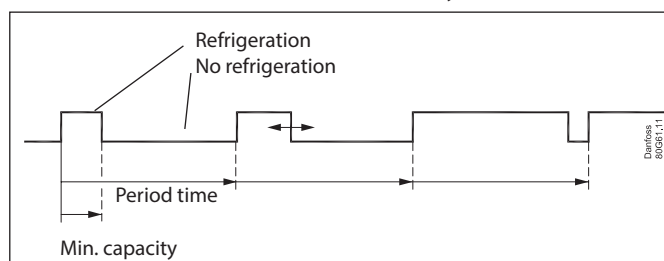 Refrigeration
No refrigeration
Period time
Min. capacity
Danfoss
80G61.11